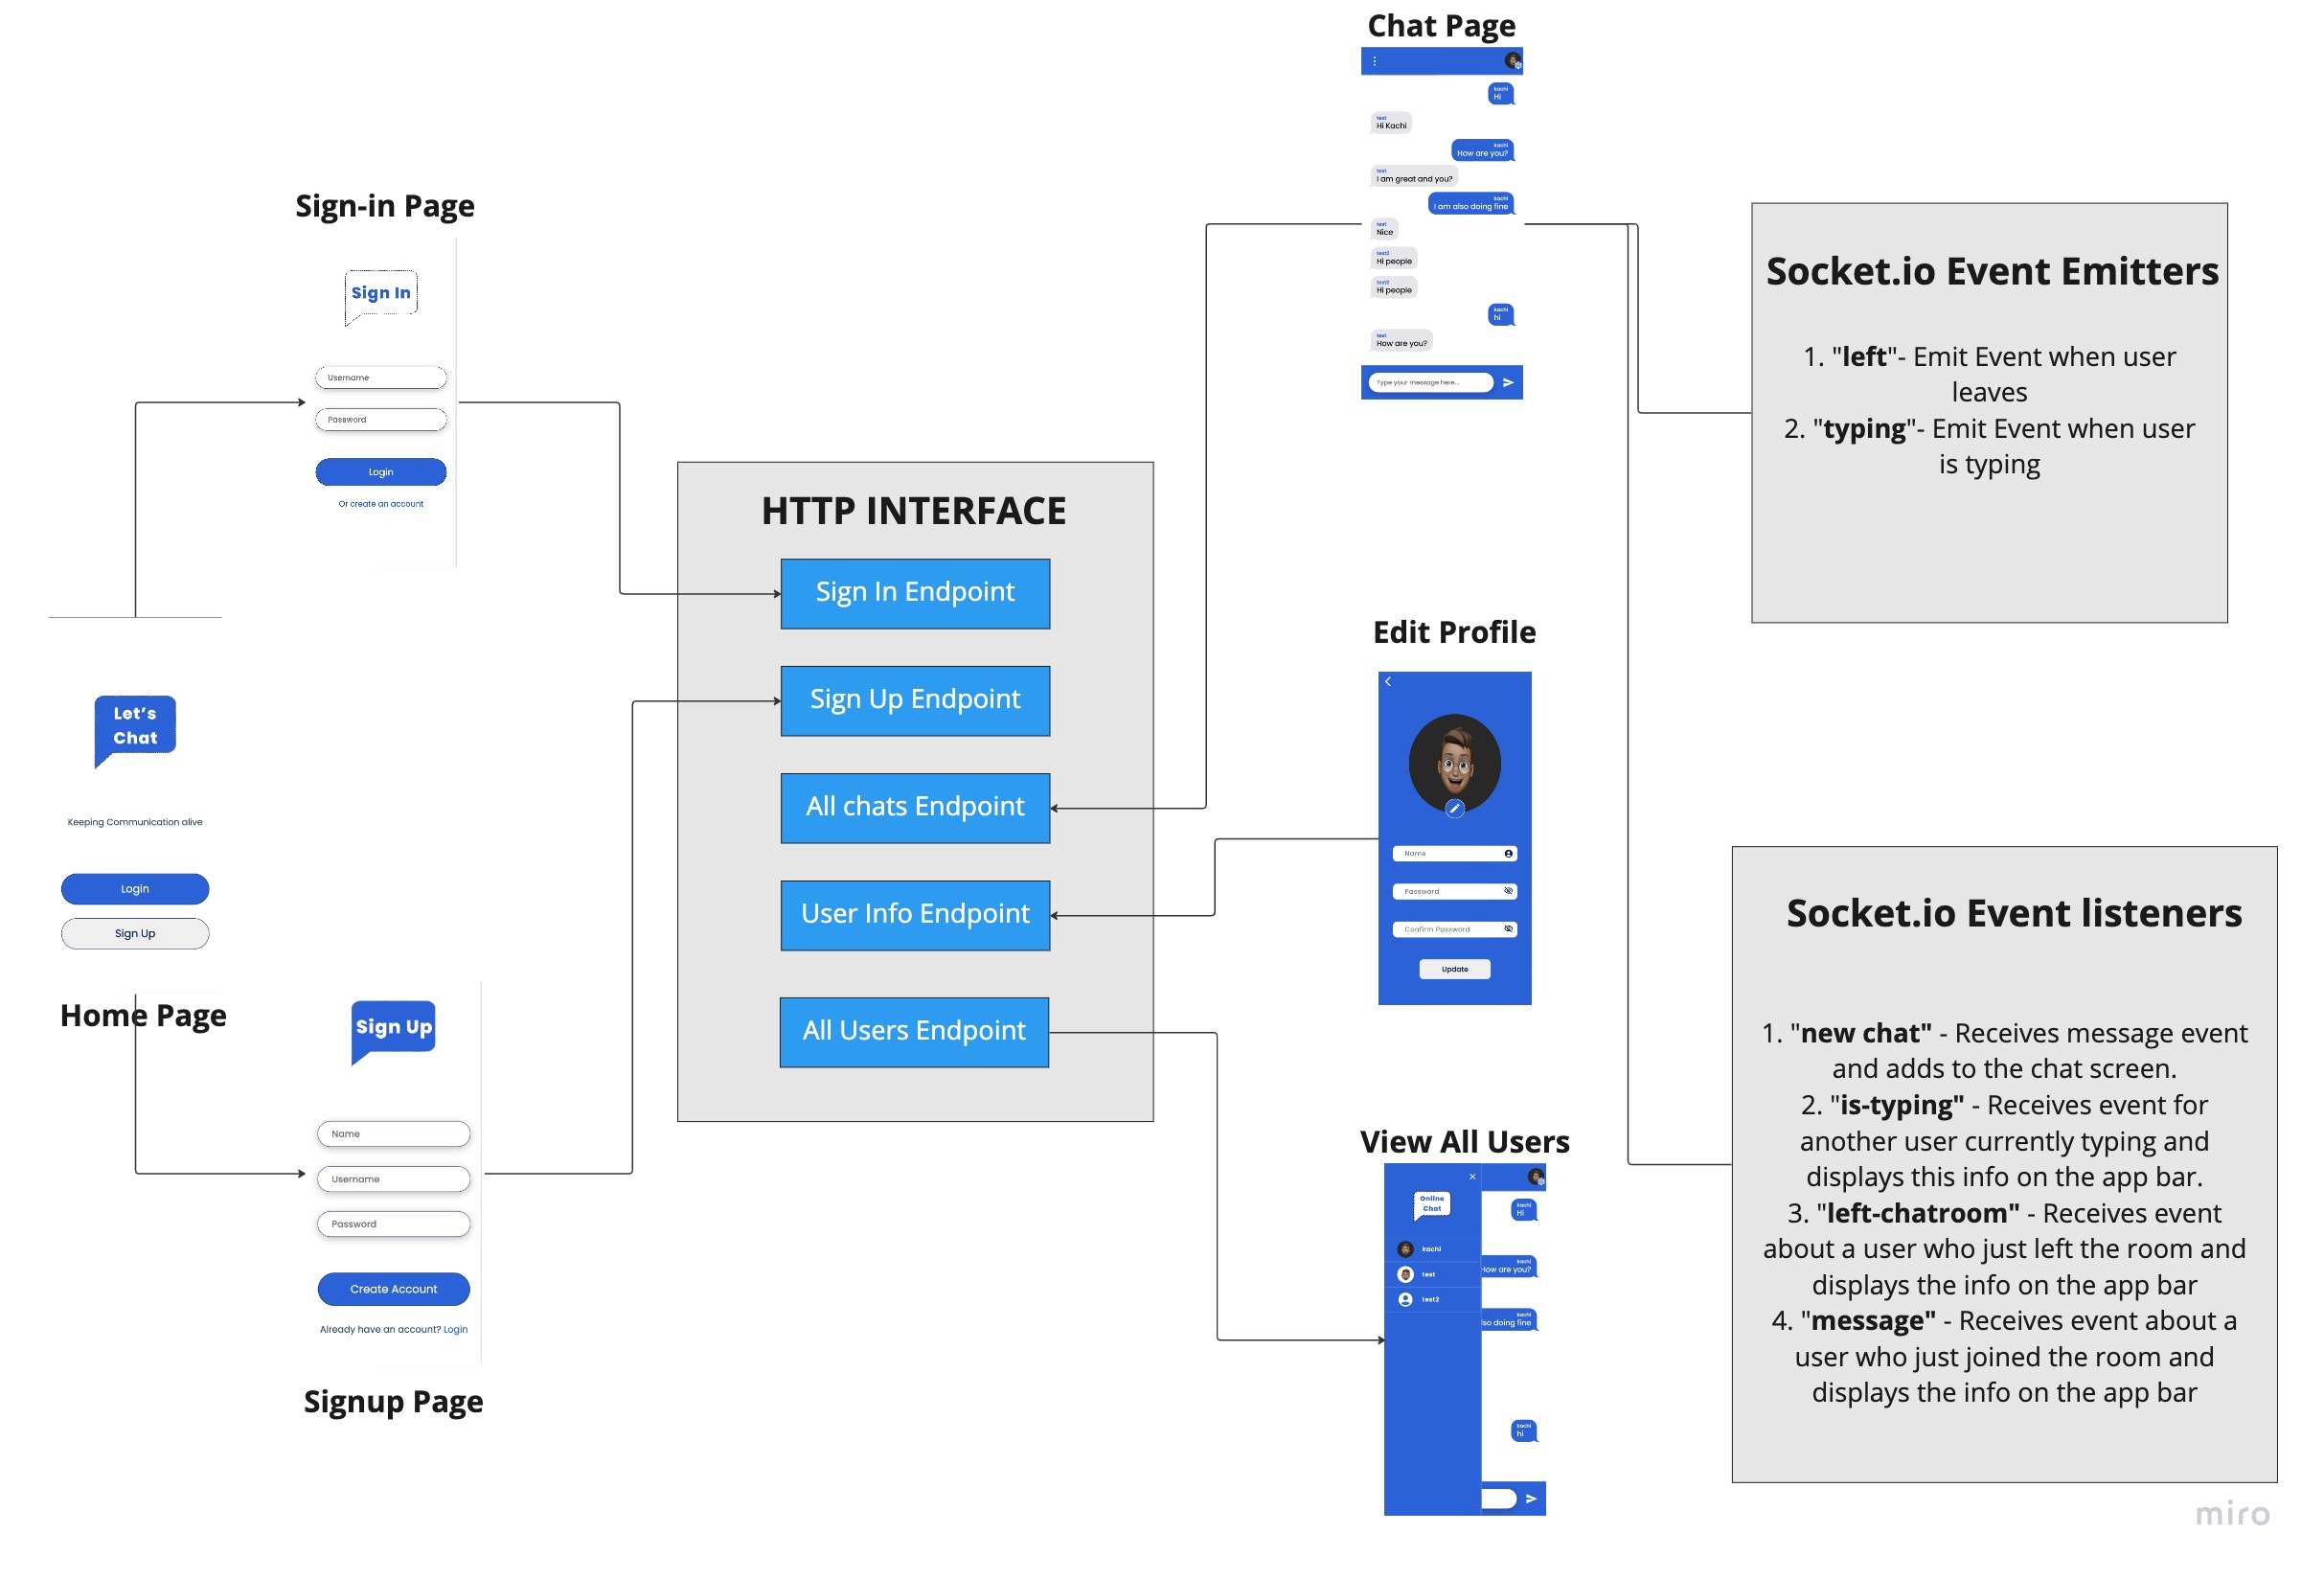 Chat Page
kachi
Hi
test
Hi Kachi
kachi
How are you?
test
I am great and you?
kachi
I am also doing fine
test
Nice
test2
Hi people
test2
Hi people
kachi
hi
test
How are you?
Type your message here...
Sign-in Page
Sign In
Username
Password
Login
Or create an account
Let's
Chat
Keeping Communication alive
Login
Sign Up
Home Page
Sign Up
Name
Username
Password
Create Account
Already have an account? Login
Signup Page
HTTP INTERFACE
Sign In Endpoint
Sign Up Endpoint
All chats Endpoint
User Info Endpoint
All Users Endpoint
Edit Profile
Name
Password
Confirm Password
Update
View All Users
Online
Chat
kachi
test
test2
kachi
Hi
kachi
How are you?
kachi
lso doing fine
kachi
hi
Socket.io Event Emitters
1. "left"- Emit Event when user
leaves
2. "typing"- Emit Event when user
is typing
Socket.io Event listeners
1. "new chat" - Receives message event
and adds to the chat screen.
2. "is-typing" - Receives event for
another user currently typing and
displays this info on the app bar.
3. "left-chatroom" - Receives event
about a user who just left the room and
displays the info on the app bar
4. "message" - Receives event about a
user who just joined the room and
displays the info on the app bar
miro